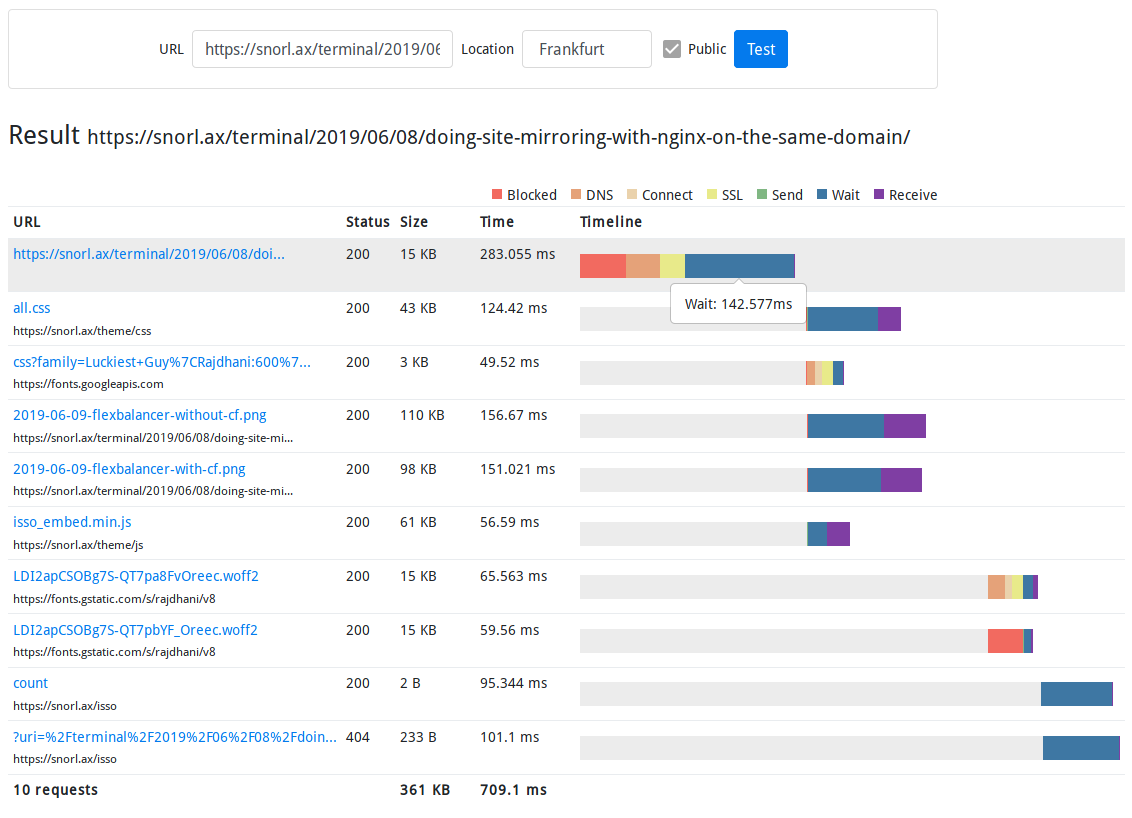 URL https://snorl.ax/terminal/2019/06 Location Frankfurt Public Test
Result https://snorl.ax/terminal/2019/06/08/doing-site-mirroring-with-nginx-on-the-same-domain/
Blocked DNS Connect SSL Send Wait Receive
URL Status Size Time Timeline
https://snorl.ax/terminal/2019/06/08/doi... 200 15 KB 283.055 ms
Wait: 142.577ms
all.css 200 43 KB 124.42 ms
https://snorl.ax/theme/css
css?family=Luckiest+Guy%7CRajdhani:600%7... 200 3 KB 49.52 ms
https://fonts.googleapis.com
2019-06-09-flexbalancer-without-cf.png 200 110 KB 156.67 ms
https://snorl.ax/terminal/2019/06/08/doing-site-mi...
2019-06-09-flexbalancer-with-cf.png 200 98 KB 151.021 ms
https://snorl.ax/terminal/2019/06/08/doing-site-mi...
isso_embed.min.js 200 61 KB 56.59 ms
https://snorl.ax/theme/js
LDI2apCSOBg7S-QT7pa8FvOreec.woff2 200 15 KB 65.563 ms
https://fonts.gstatic.com/s/rajdhani/v8
LDI2apCSOBg7S-QT7pbYF_Oreec.woff2 200 15 KB 59.56 ms
https://fonts.gstatic.com/s/rajdhani/v8
count 200 2 B 95.344 ms
https://snorl.ax/isso
?uri=%2Fterminal%2F2019%2F06%2F08%2Fdoin... 404 233 B 101.1 ms
https://snorl.ax/isso
10 requests 361 KB 709.1 ms